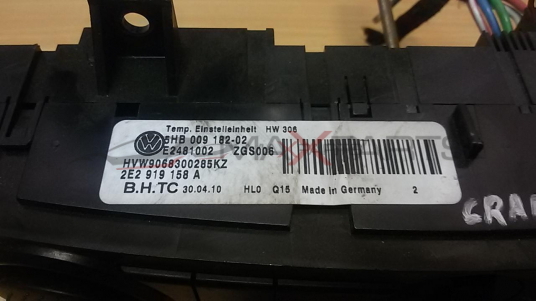 Temp. Einstelleinheit HW 306
5HB 009 182-02
E2481002 ZGS006
HVW9068300285KZ
2E2 919 158 A
B.H.TC 30.04.10 HL0 Q15 Made in Germany 2
CRA